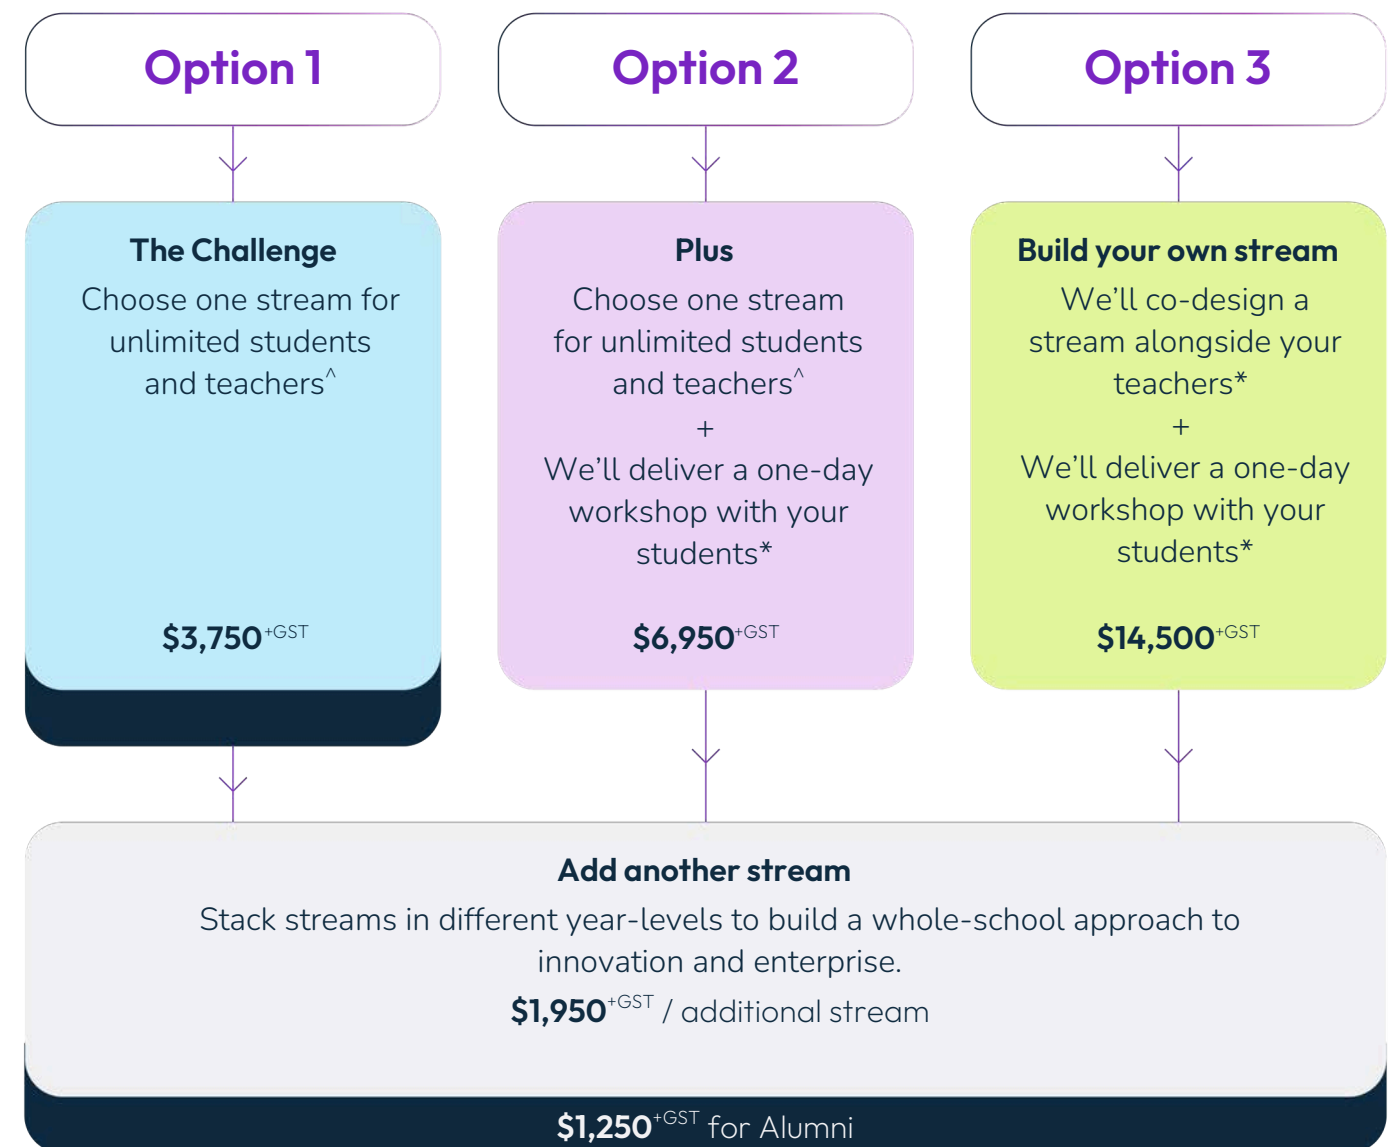 Option 1
Option 2
Option 3
The Challenge
Choose one stream for
unlimited students
and teachers^
$3,750+GST
Plus
Choose one stream
for unlimited students
and teachers^
+
We'll deliver a one-day
workshop with your
students*
$6,950+GST
Build your own stream
We'll co-design a
stream alongside your
teachers*
+
We'll deliver a one-day
workshop with your
students*
$14,500+GST
Add another stream
Stack streams in different year-levels to build a whole-school approach to
innovation and enterprise.
$1,950+GST / additional stream
$1,250+GST for Alumni